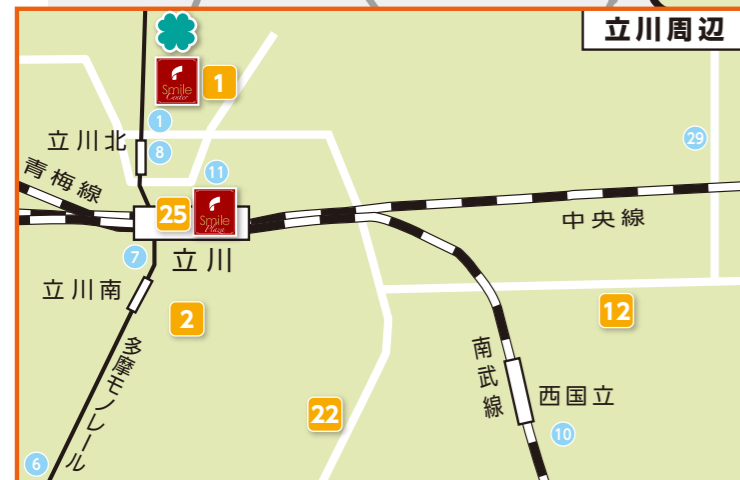 立川周辺
Smile
Center
1
1
立川北
8
29
11
青梅線
25
Smile
Plaza
中央線
7
立川
立川南
2
12
多摩モノレール
南武線
西国立
22
10
6